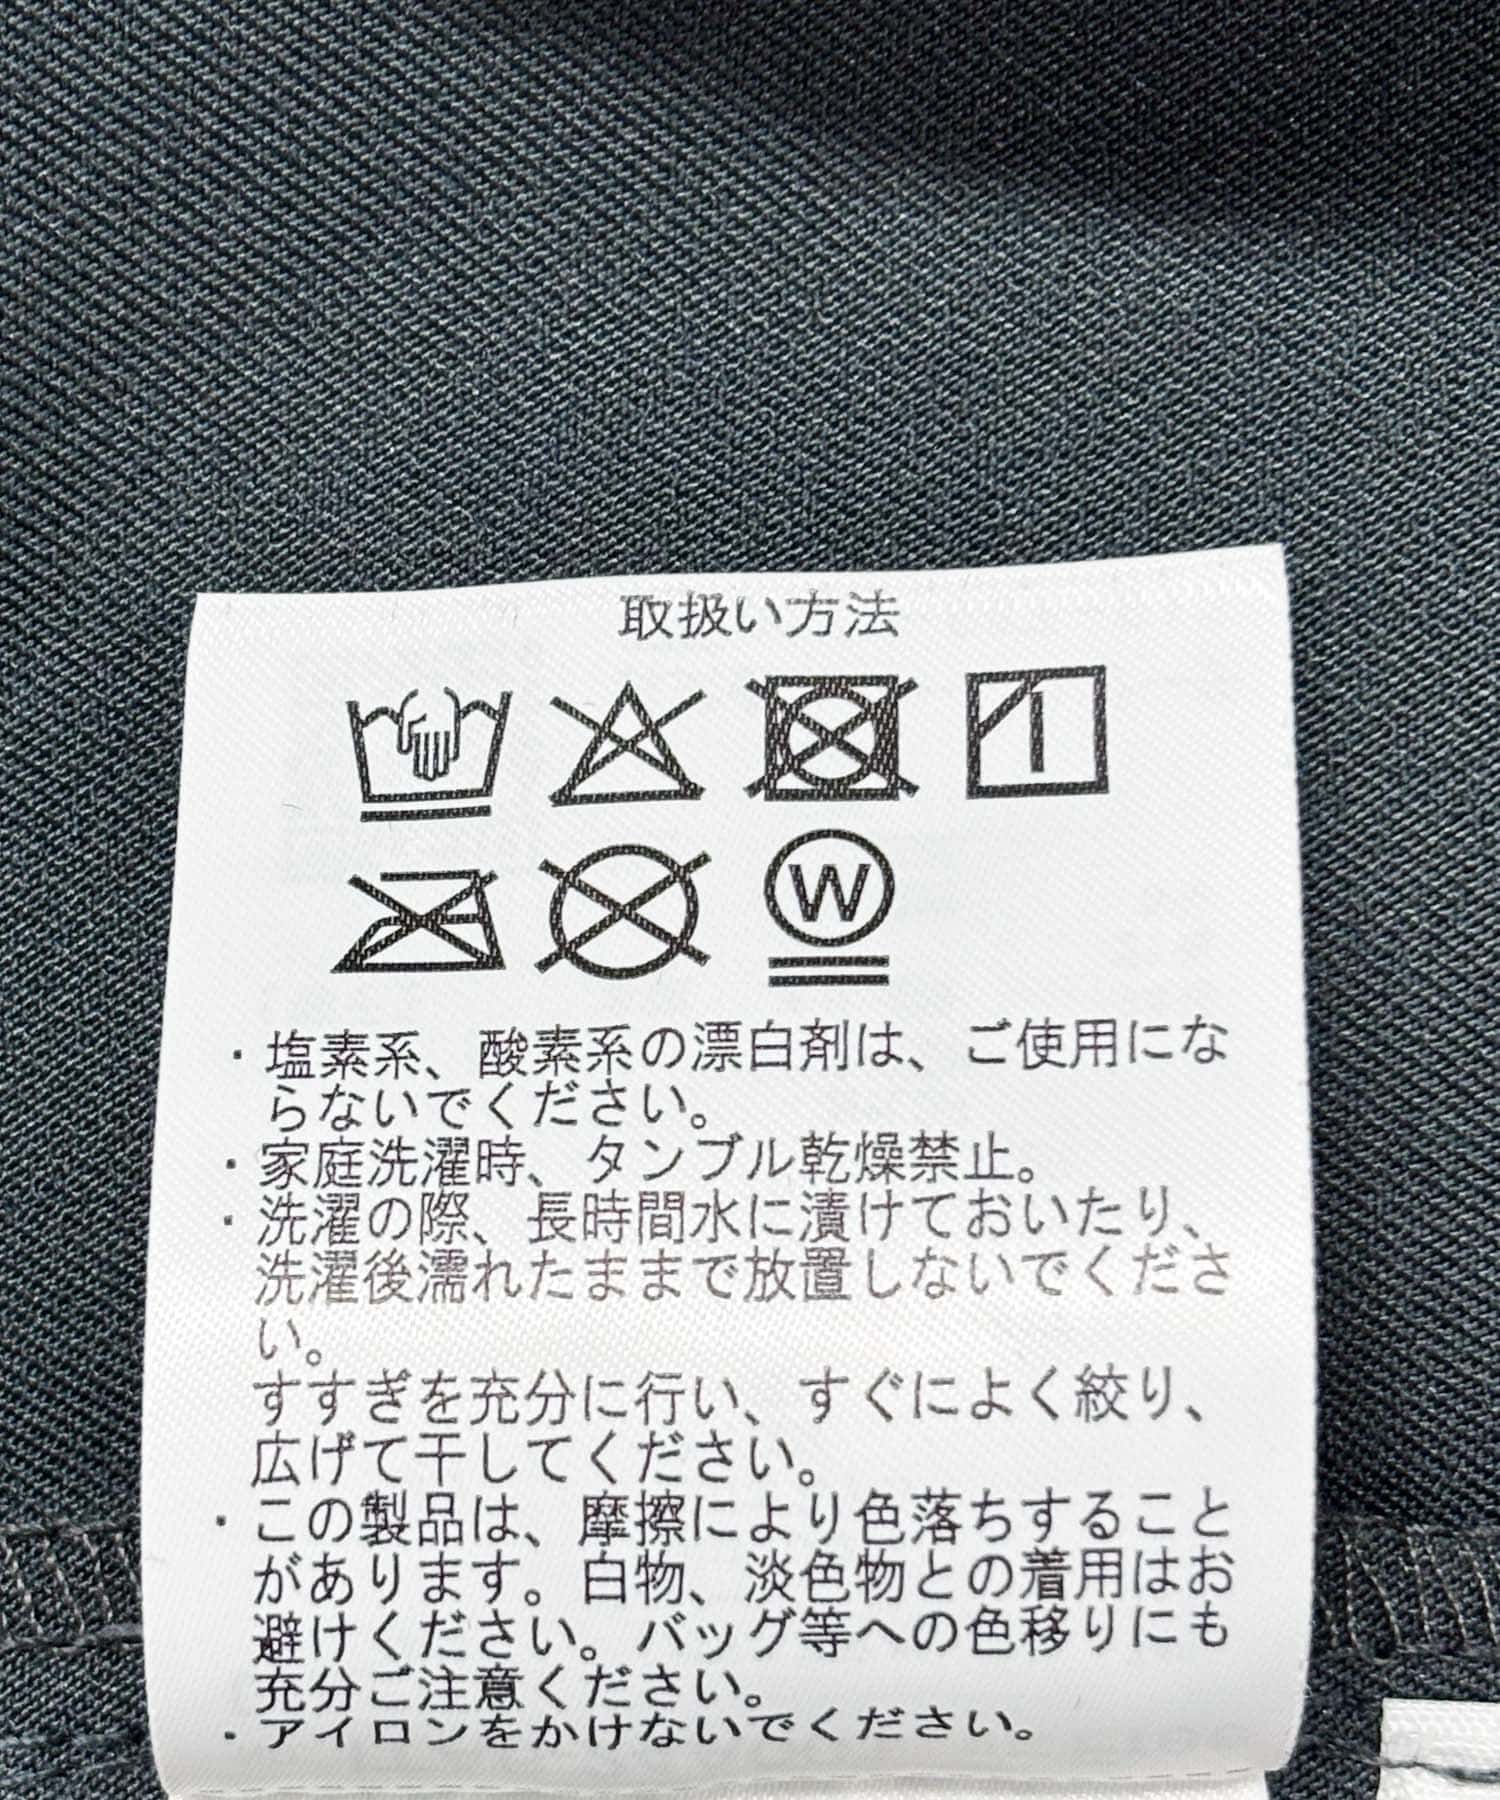 取扱い方法
W
・塩素系、酸素系の漂白剤は、ご使用にな
らないでください。
・家庭洗濯時、タンブル乾燥禁止。
・洗濯の際、長時間水に漬けておいたり、
洗濯後濡れたままで放置しないでくださ
い。
すすぎを充分に行い、すぐによく絞り、
広げて干してください。
・この製品は、摩擦により色落ちすること
があります。白物、淡色物との着用はお
避けください。バッグ等への色移りにも
充分ご注意ください。
・アイロンをかけないでください。